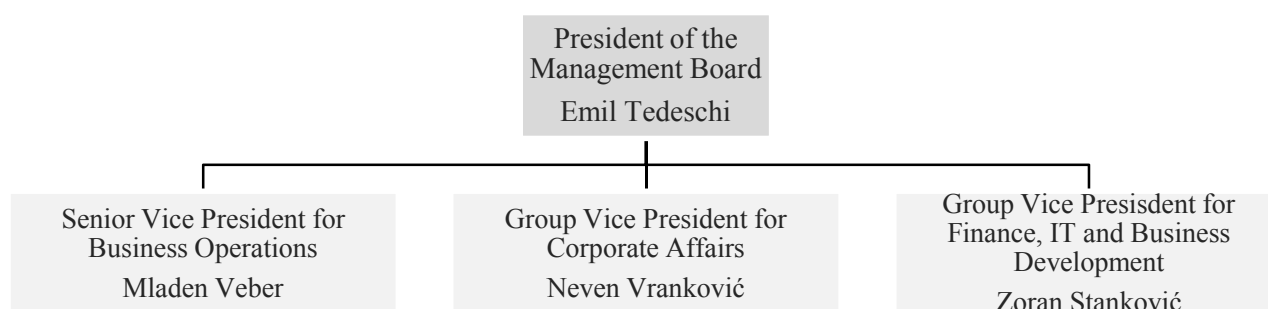 President of the
Management Board
Emil Tedeschi
Senior Vice President for
Business Operations
Mladen Veber
Group Vice President for
Corporate Affairs
Neven Vranković
Group Vice Presisdent for
Finance, IT and Business
Development
Zoran Stanković